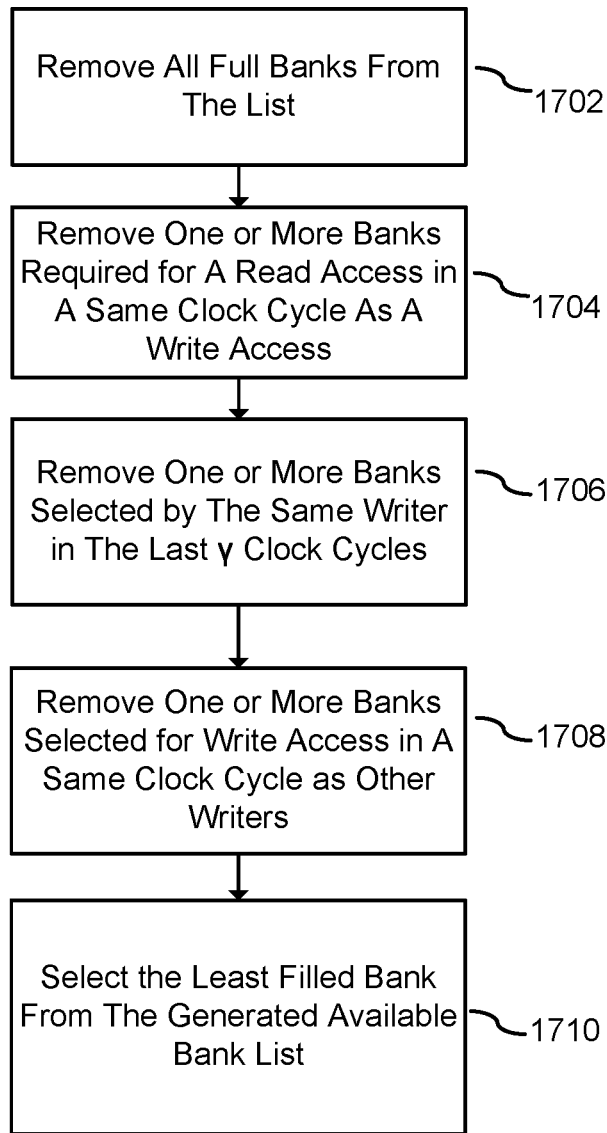 Remove All Full Banks From
The List
1702
Remove One or More Banks
Required for A Read Access in
A Same Clock Cycle As A
Write Access
1704
Remove One or More Banks
Selected by The Same Writer
in The Last γ Clock Cycles
1706
Remove One or More Banks
Selected for Write Access in A
Same Clock Cycle as Other
Writers
1708
Select the Least Filled Bank
From The Generated Available
Bank List
1710